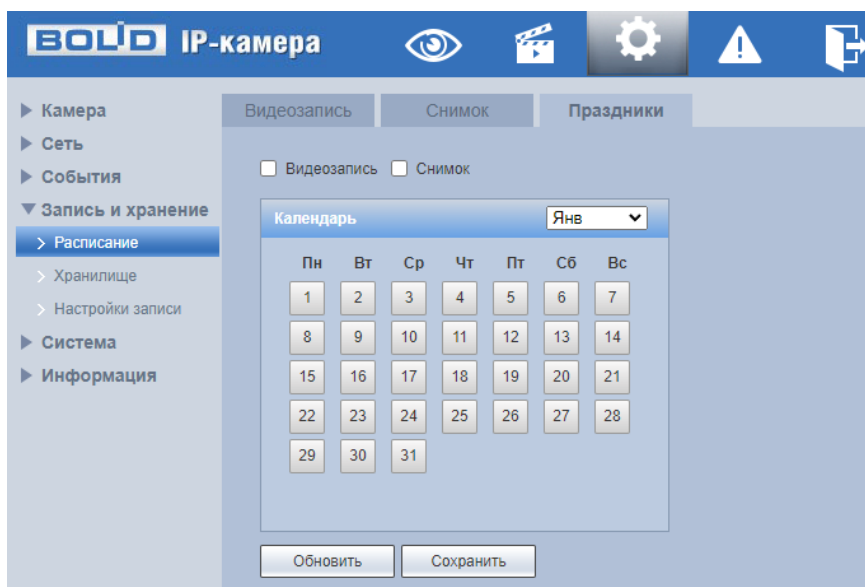 BOLID IP-камера
Камера
Сеть
События
Запись и хранение
Расписание
Хранилище
Настройки записи
Система
Информация
Видеозапись Снимок Праздники
Видеозапись Снимок
Календарь Янв
Пн Вт Ср Чт Пт Сб Вс
1 2 3 4 5 6 7
8 9 10 11 12 13 14
15 16 17 18 19 20 21
22 23 24 25 26 27 28
29 30 31
Обновить Сохранить